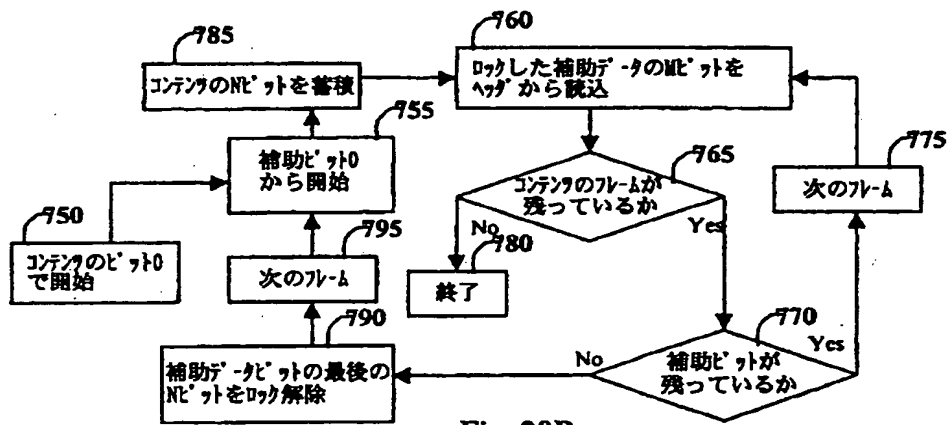 785
コンテンツのNビットを蓄積
760
ロックした補助データのMビットを
ヘッダから読込
755
補助ビット0
から開始
765
コンテンツのフレームが
残っているか
No
Yes
775
次のフレーム
750
コンテンツのビット0
で開始
795
次のフレーム
780
終了
790
補助データビットの最後の
Nビットをロック解除
No
770
補助ビットが
残っているか
Yes